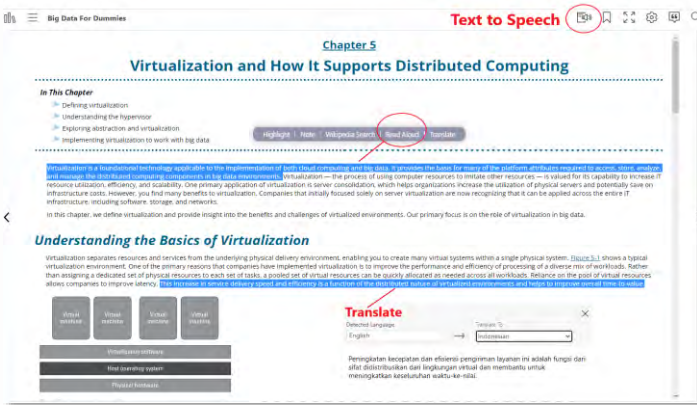 Big Data For Dummies
Text to Speech
Chapter 5
Virtualization and How It Supports Distributed Computing
In This Chapter
Defining virtualization
Understanding the hypervisor
Exploring abstraction and virtualization
Implementing virtualization to work with big data
Highlight | Note | Wikipedia Search | Read Aloud | Translate
Virtualization is a foundational technology applicable to the implementation of both cloud computing and big data. It provides the basis for many of the platform attributes required to access, store, analyze,
and manage the distributed computing components in big data environments. Virtualization — the process of using computer resources to imitate other resources — is valued for its capability to increase IT
resource utilization, efficiency, and scalability. One primary application of virtualization is server consolidation, which helps organizations increase the utilization of physical servers and potentially save on
infrastructure costs. However, you find many benefits to virtualization. Companies that initially focused solely on server virtualization are now recognizing that it can be applied across the entire IT
infrastructure, including software, storage, and networks.
In this chapter, we define virtualization and provide insight into the benefits and challenges of virtualized environments. Our primary focus is on the role of virtualization in big data.
Understanding the Basics of Virtualization
Virtualization separates resources and services from the underlying physical delivery environment, enabling you to create many virtual systems within a single physical system. Figure 5-1 shows a typical
virtualization environment. One of the primary reasons that companies have implemented virtualization is to improve the performance and efficiency of processing of a diverse mix of workloads. Rather
than assigning a dedicated set of physical resources to each set of tasks, a pooled set of virtual resources can be quickly allocated as needed across all workloads. Reliance on the pool of virtual resources
allows companies to improve latency. This increase in service delivery speed and efficiency is a function of the distributed nature of virtualized environments and helps to improve overall time-to-value.
Virtual machine
Virtual machine
Virtual machine
Virtual machine
Virtualization software
Host operating system
Physical hardware
Translate
Detected Language
Translate To
English
Indonesian
Peningkatan kecepatan dan efisiensi pengiriman layanan ini adalah fungsi dari
sifat didistribusikan dari lingkungan virtual dan membantu untuk
meningkatkan keseluruhan waktu-ke-nilai.